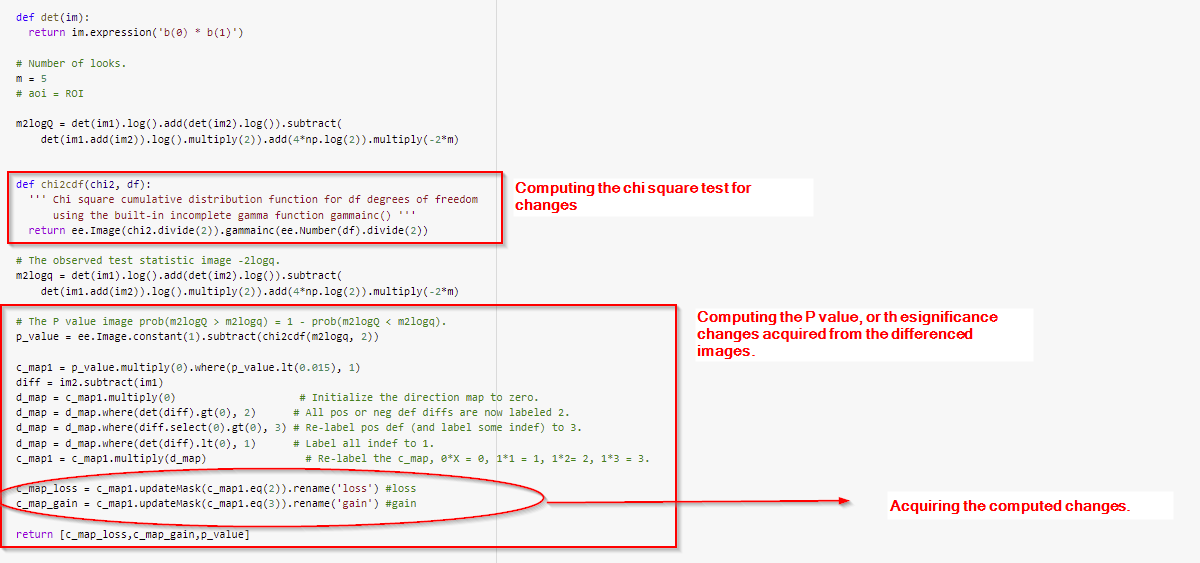 def det(im):
return im.expression('b(0) * b(1)')
# Number of looks.
m = 5
# aoi = ROI
m2logQ = det(im1).log().add(det(im2).log()).subtract(
det(im1.add(im2)).log().multiply(2)).add(4*np.log(2)).multiply(-2*m)
def chi2cdf(chi2, df):
''' Chi square cumulative distribution function for df degrees of freedom
using the built-in incomplete gamma function gammainc() '''
return ee.Image(chi2.divide(2)).gammainc(ee.Number(df).divide(2))
Computing the chi square test for
changes
# The observed test statistic image -2logq.
m2logq = det(im1).log().add(det(im2).log()).subtract(
det(im1.add(im2)).log().multiply(2)).add(4*np.log(2)).multiply(-2*m)
# The P value image prob(m2logQ > m2logq) = 1 - prob(m2logQ < m2logq).
p_value = ee.Image.constant(1).subtract(chi2cdf(m2logq, 2))
c_map1 = p_value.multiply(0).where(p_value.lt(0.015), 1)
diff = im2.subtract(im1)
d_map = c_map1.multiply(0) # Initialize the direction map to zero.
d_map = d_map.where(det(diff).gt(0), 2) # All pos or neg def diffs are now labeled 2.
d_map = d_map.where(diff.select(0).gt(0), 3) # Re-label pos def (and label some indef) to 3.
d_map = d_map.where(det(diff).lt(0), 1) # Label all indef to 1.
c_map1 = c_map1.multiply(d_map) # Re-label the c_map, 0*X = 0, 1*1 = 1, 1*2= 2, 1*3 = 3.
c_map_loss = c_map1.updateMask(c_map1.eq(2)).rename('loss') #loss
c_map_gain = c_map1.updateMask(c_map1.eq(3)).rename('gain') #gain
return [c_map_loss,c_map_gain,p_value]
Computing the P value, or th esignificance
changes acquired from the differenced
images.
Acquiring the computed changes.